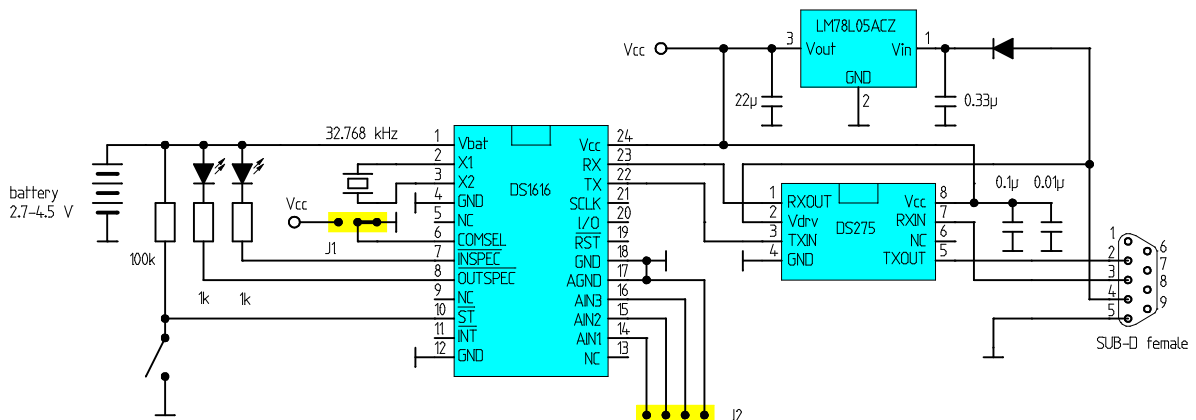 LM78L05ACZ
Vcc
3
Vout
Vin
1
GND
2
22µ
0.33µ
32.768 kHz
battery
2.7-4.5 V
100k
1k
1k
Vcc
J1
DS1616
1 Vbat
2 X1
3 X2
4 GND
5 NC
6 COMSEL
7 INSPEC
8 OUTSPEC
9 NC
10 ST
11 INT
12 GND
Vcc 24
RX 23
TX 22
SCLK 21
I/O 20
RST 19
GND 18
AGND 17
AIN3 16
AIN2 15
AIN1 14
NC 13
J2
DS275
1 RXOUT
2 Vdrv
3 TXIN
4 GND
Vcc 8
RXIN 7
NC 6
TXOUT 5
0.1µ
0.01µ
1
2
3
4
5
6
7
8
9
SUB-D female